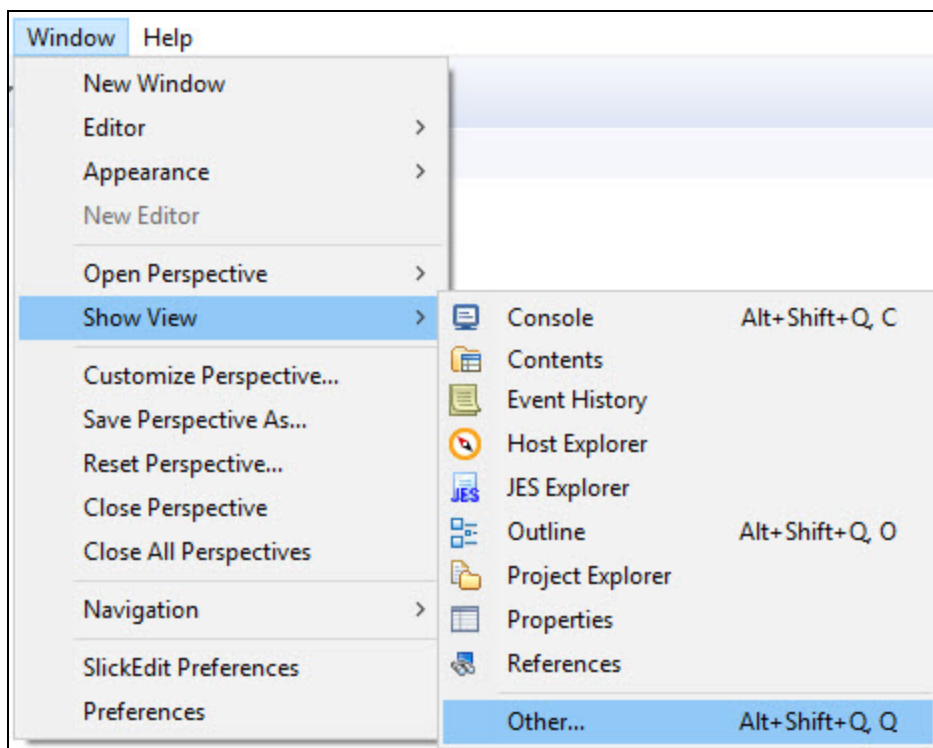 Window Help
New Window
Editor
Appearance
New Editor
Open Perspective
Show View
Customize Perspective...
Save Perspective As...
Reset Perspective...
Close Perspective
Close All Perspectives
Navigation
SlickEdit Preferences
Preferences
Console Alt+Shift+Q, C
Contents
Event History
Host Explorer
JES JES Explorer
Outline Alt+Shift+Q, O
Project Explorer
Properties
References
Other... Alt+Shift+Q, Q